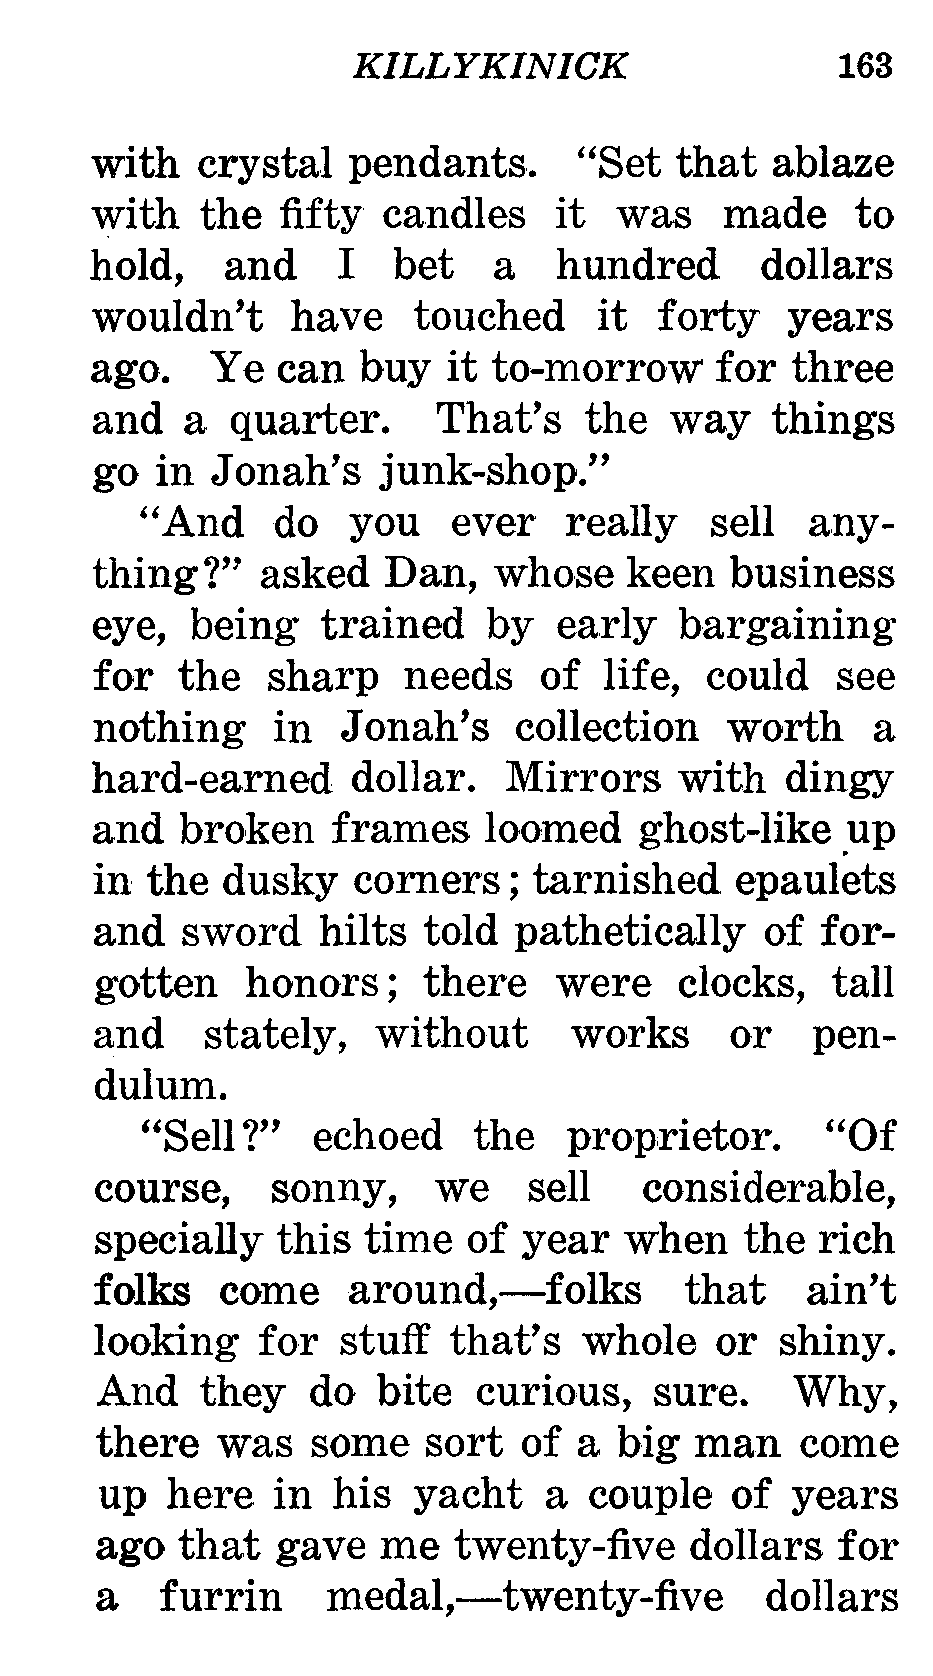 KILLYKINICK 163
with crystal pendants. “Set that ablaze
with the fifty candles it was made to
hold, and I bet a hundred dollars
wouldn’t have touched it forty years
ago. Ye can buy it to-morrow for three
and a quarter. That’s the way things
go in Jonah’s junk-shop.”
“And do you ever really sell any-
thing?” asked Dan, whose keen business
eye, being trained by early bargaining
for the sharp needs of life, could see
nothing in Jonah’s collection worth a
hard-earned dollar. Mirrors with dingy
and broken frames loomed ghost-like up
in the dusky corners; tarnished epaulets
and sword hilts told pathetically of for-
gotten honors; there were clocks, tall
and stately, without works or pen-
dulum.
“Sell?” echoed the proprietor. “Of
course, sonny, we sell considerable,
specially this time of year when the rich
folks come around,—folks that ain’t
looking for stuff that’s whole or shiny.
And they do bite curious, sure. Why,
there was some sort of a big man come
up here in his yacht a couple of years
ago that gave me twenty-five dollars for
a furrin medal,—twenty-five dollars